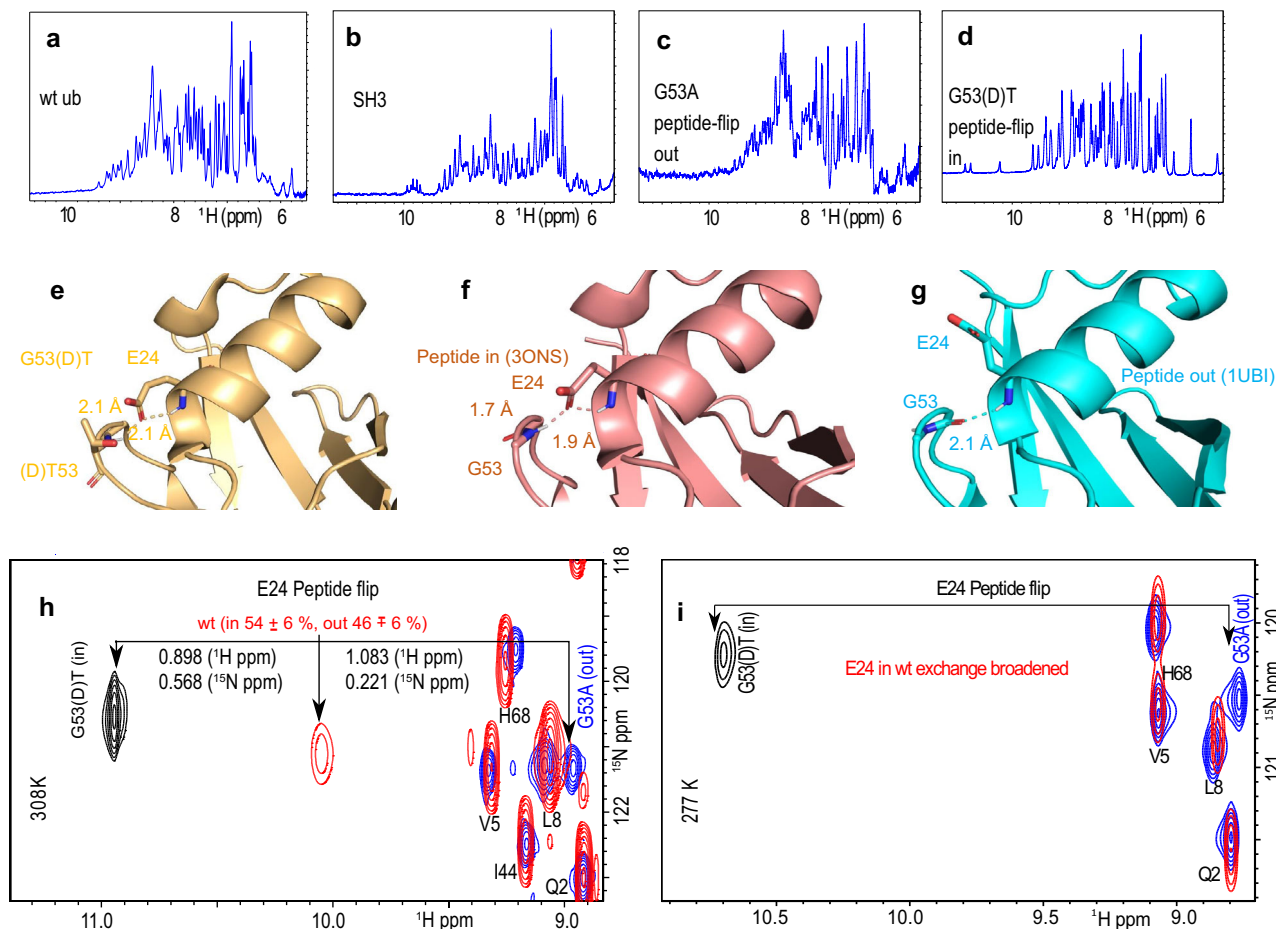 a
wt ub
10
8
¹H (ppm)
6
b
SH3
10
8
¹H (ppm)
6
c
G53A
peptide-flip
out
10
8
¹H (ppm)
6
d
G53(D)T
peptide-flip
in
10
8
¹H (ppm)
6
e
G53(D)T
E24
2.1 Å
2.1 Å
(D)T53
f
Peptide in (3ONS)
E24
1.7 Å
1.9 Å
G53
g
E24
Peptide out (1UBI)
G53
2.1 Å
h
E24 Peptide flip
wt (in 54 ± 6 %, out 46 ∓ 6 %)
0.898 (¹H ppm)
0.568 (¹⁵N ppm)
1.083 (¹H ppm)
0.221 (¹⁵N ppm)
G53(D)T (in)
G53A (out)
H68
V5
L8
I44
Q2
308K
118
120
¹⁵N ppm
122
11.0
10.0
¹H ppm
9.0
i
E24 Peptide flip
G53(D)T (in)
E24 in wt exchange broadened
G53A (out)
H68
V5
L8
Q2
277 K
120
¹⁵N ppm
121
10.5
10.0
9.5
¹H ppm
9.0